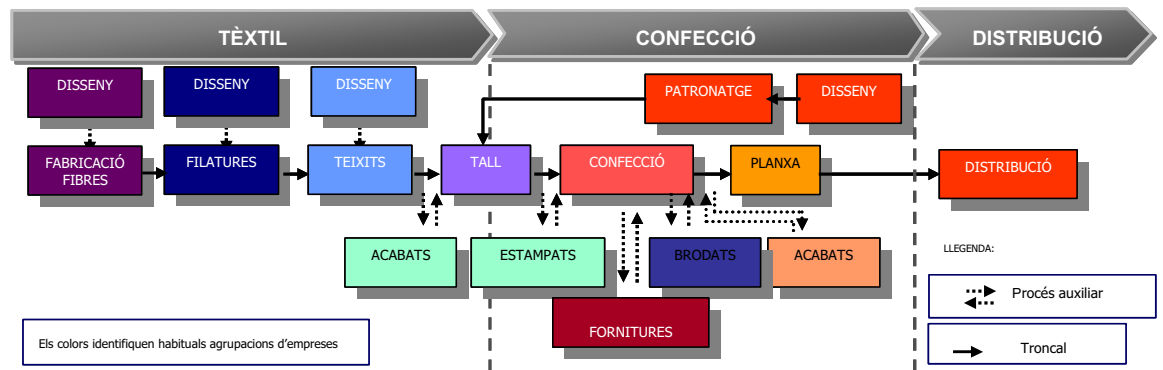 TÈXTIL
CONFECCIÓ
DISTRIBUCIÓ
DISSENY
DISSENY
DISSENY
PATRONATGE
DISSENY
FABRICACIÓ
FIBRES
FILATURES
TEIXITS
TALL
CONFECCIÓ
PLANXA
DISTRIBUCIÓ
ACABATS
ESTAMPATS
BRODATS
ACABATS
FORNITURES
LLEGENDA:
Procés auxiliar
Troncal
Els colors identifiquen habituals agrupacions d'empreses